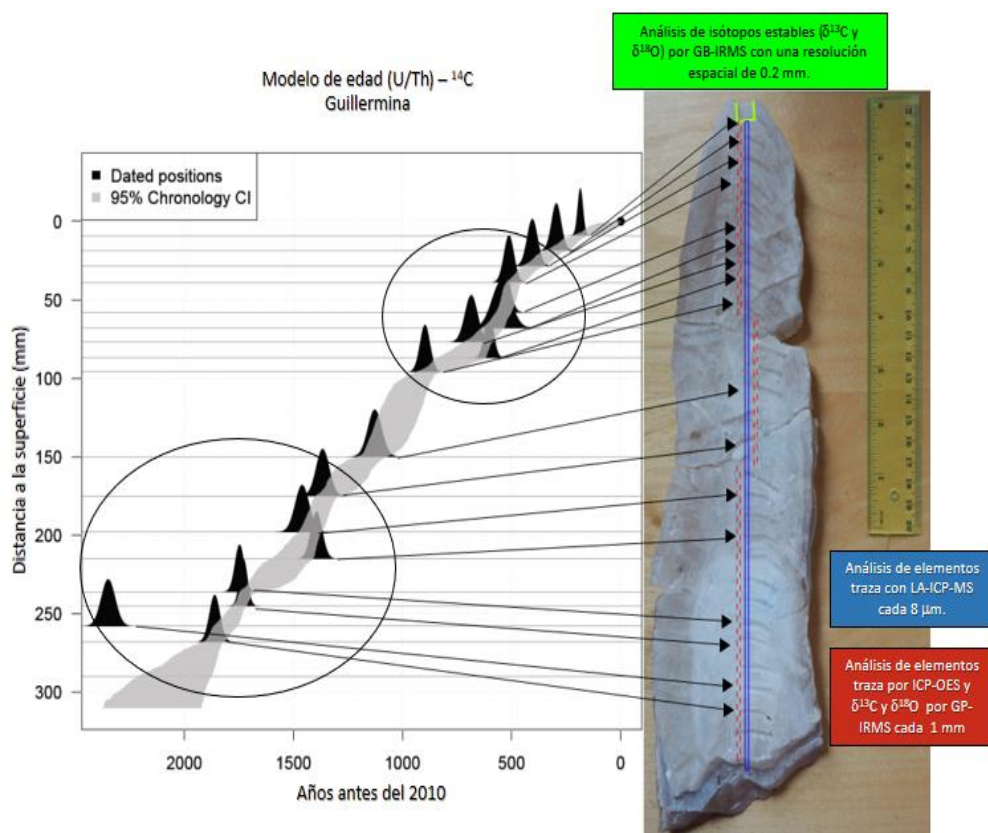 Análisis de isótopos estables (δ¹³C y
δ¹⁸O) por GB-IRMS con una resolución
espacial de 0.2 mm.
Modelo de edad (U/Th) – ¹⁴C
Guillermina
Dated positions
95% Chronology CI
0
50
100
150
200
250
300
Distancia a la superficie (mm)
2000
1500
1000
500
0
Años antes del 2010
Análisis de elementos
traza con LA-ICP-MS
cada 8 μm.
Análisis de elementos
traza por ICP-OES y
δ¹³C y δ¹⁸O por GP-
IRMS cada 1 mm